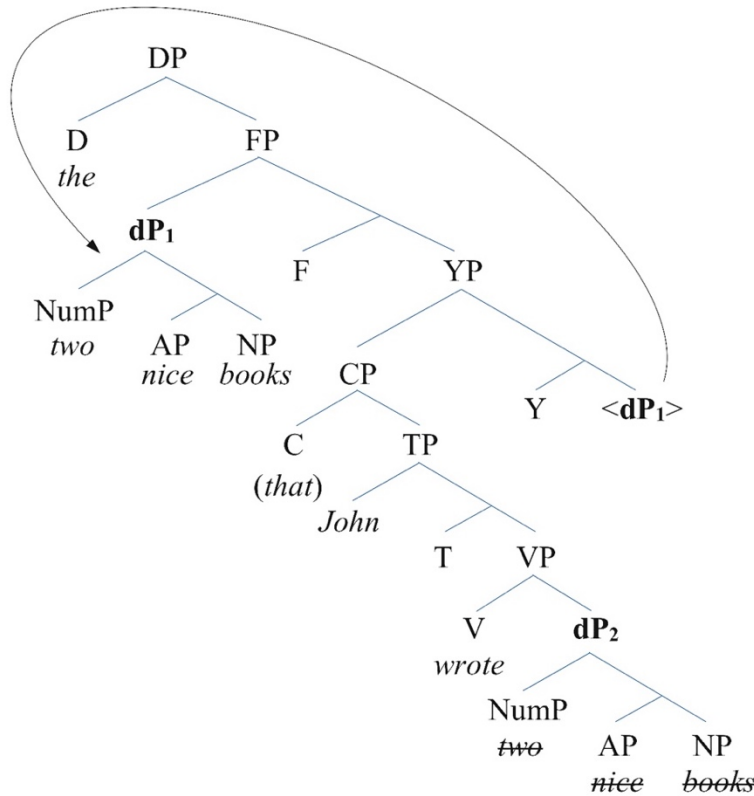 DP
D FP
the
dP₁
F YP
NumP
two AP NP
nice books CP
Y <dP₁>
C TP
(that)
John
T VP
V dP₂
wrote
NumP
two AP NP
nice books